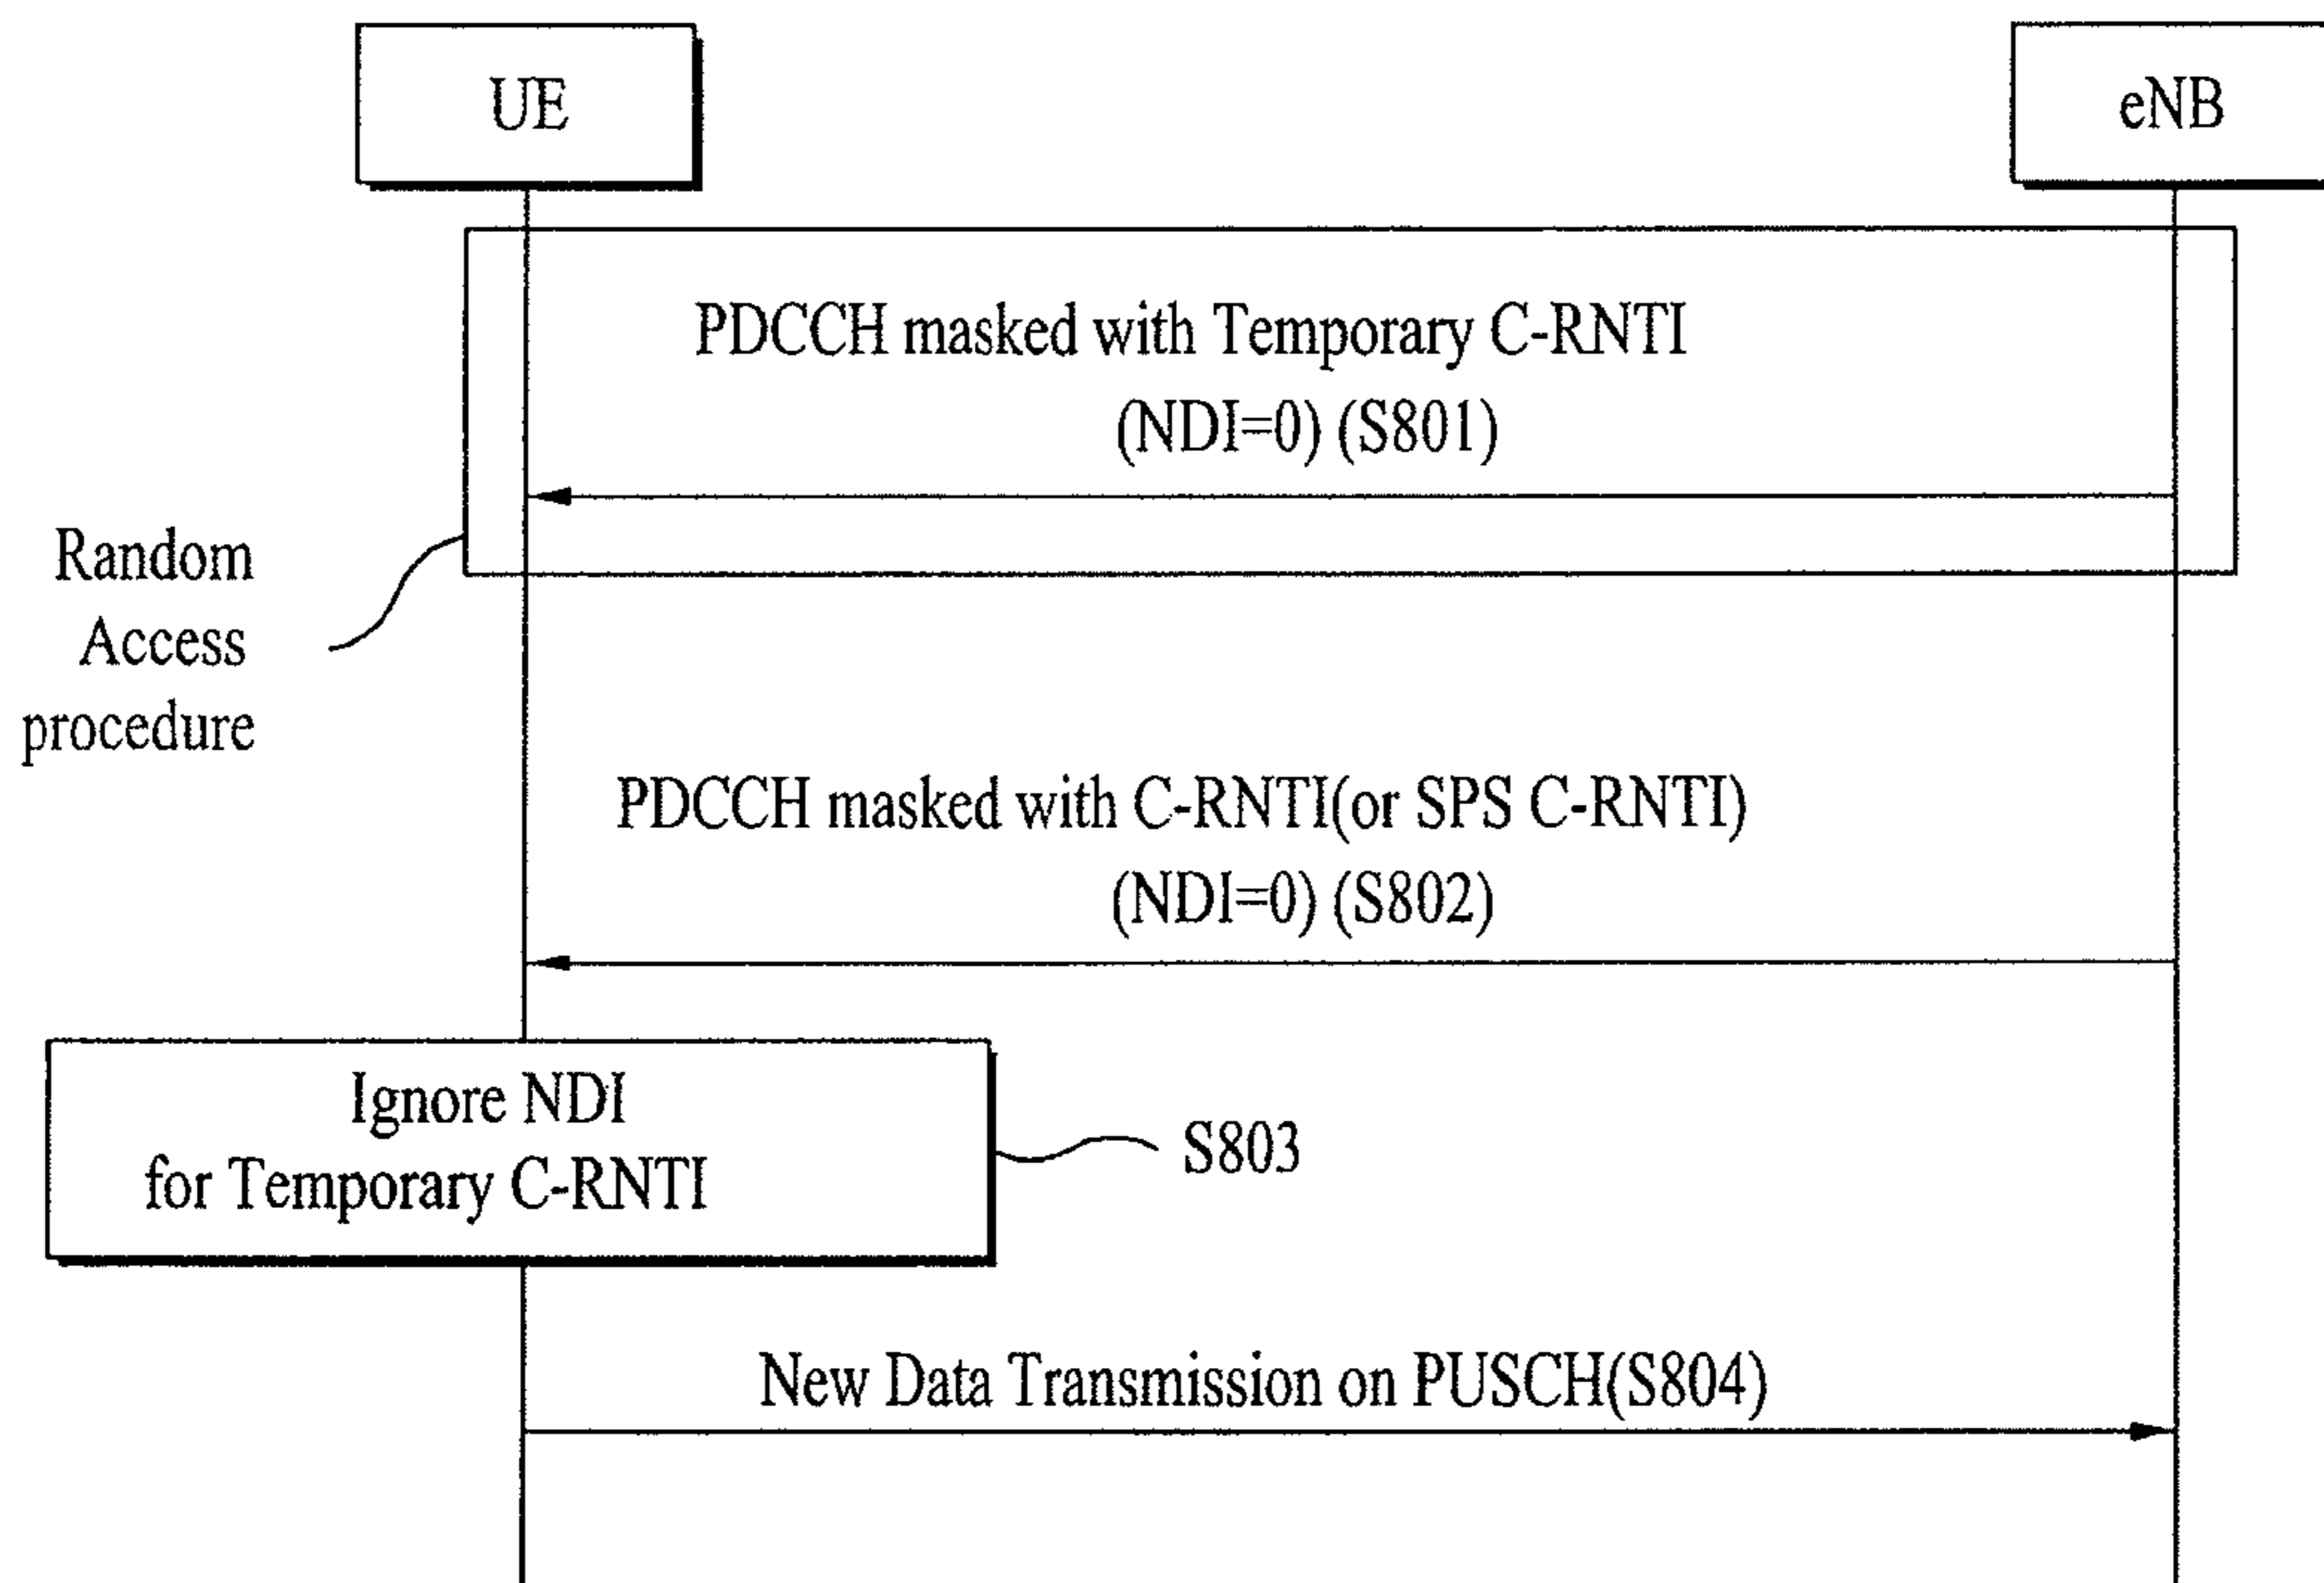 UE
eNB
PDCCH masked with Temporary C-RNTI
(NDI=0) (S801)
Random
Access
procedure
PDCCH masked with C-RNTI(or SPS C-RNTI)
(NDI=0) (S802)
Ignore NDI
for Temporary C-RNTI
S803
New Data Transmission on PUSCH(S804)